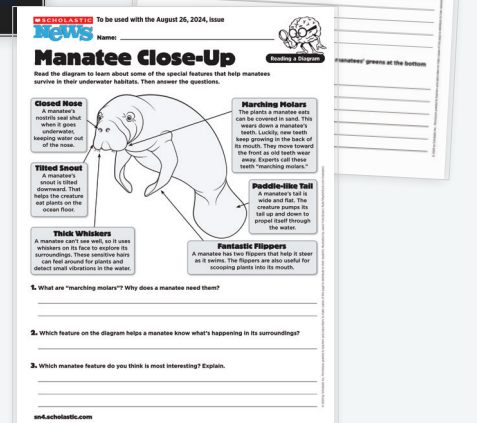 SCHOLASTIC
News
To be used with the August 26, 2024, issue
Name:
Manatee Close-Up
Reading a Diagram
Read the diagram to learn about some of the special features that help manatees
survive in their underwater habitats. Then answer the questions.
Closed Nose
A manatee's
nostrils seal shut
when it goes
underwater,
keeping water out
of the nose.
Tilted Snout
A manatee's
snout is tilted
downward. That
helps the creature
eat plants on the
ocean floor.
Thick Whiskers
A manatee can't see well, so it uses
whiskers on its face to explore its
surroundings. These sensitive hairs
can feel around for plants and
detect small vibrations in the water.
Marching Molars
The plants a manatee eats
can be covered in sand. This
wears down a manatee's
teeth. Luckily, new teeth
keep growing in the back of
its mouth. They move toward
the front as old teeth wear
away. Experts call these
teeth "marching molars."
Paddle-like Tail
A manatee's tail is
wide and flat. The
creature pumps its
tail up and down to
propel itself through
the water.
Fantastic Flippers
A manatee has two flippers that help it steer
as it swims. The flippers are also useful for
scooping plants into its mouth.
1. What are "marching molars"? Why does a manatee need them?
2. Which feature on the diagram helps a manatee know what's happening in its surroundings?
3. Which manatee feature do you think is most interesting? Explain.
sn4.scholastic.com
manatees' greens at the bottom